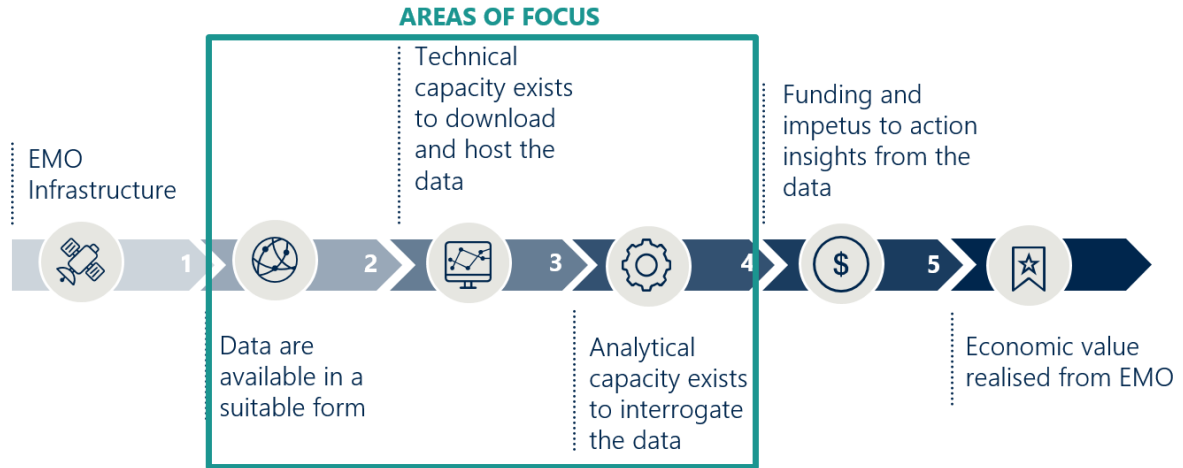 AREAS OF FOCUS
EMO
Infrastructure
1
Data are
available in a
suitable form
2
Technical
capacity exists
to download
and host the
data
3
Analytical
capacity exists
to interrogate
the data
4
Funding and
impetus to action
insights from the
data
$
5
Economic value
realised from EMO